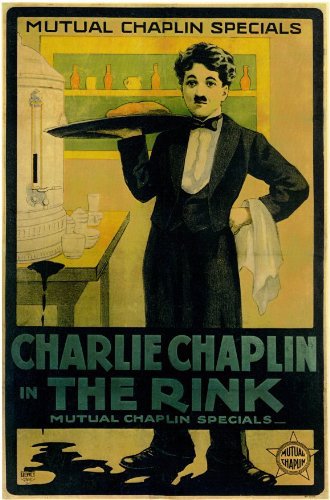 MUTUAL CHAPLIN SPECIALS
CHARLIE CHAPLIN
IN THE RINK
MUTUAL CHAPLIN SPECIALS
MUTUAL
CHAPLIN